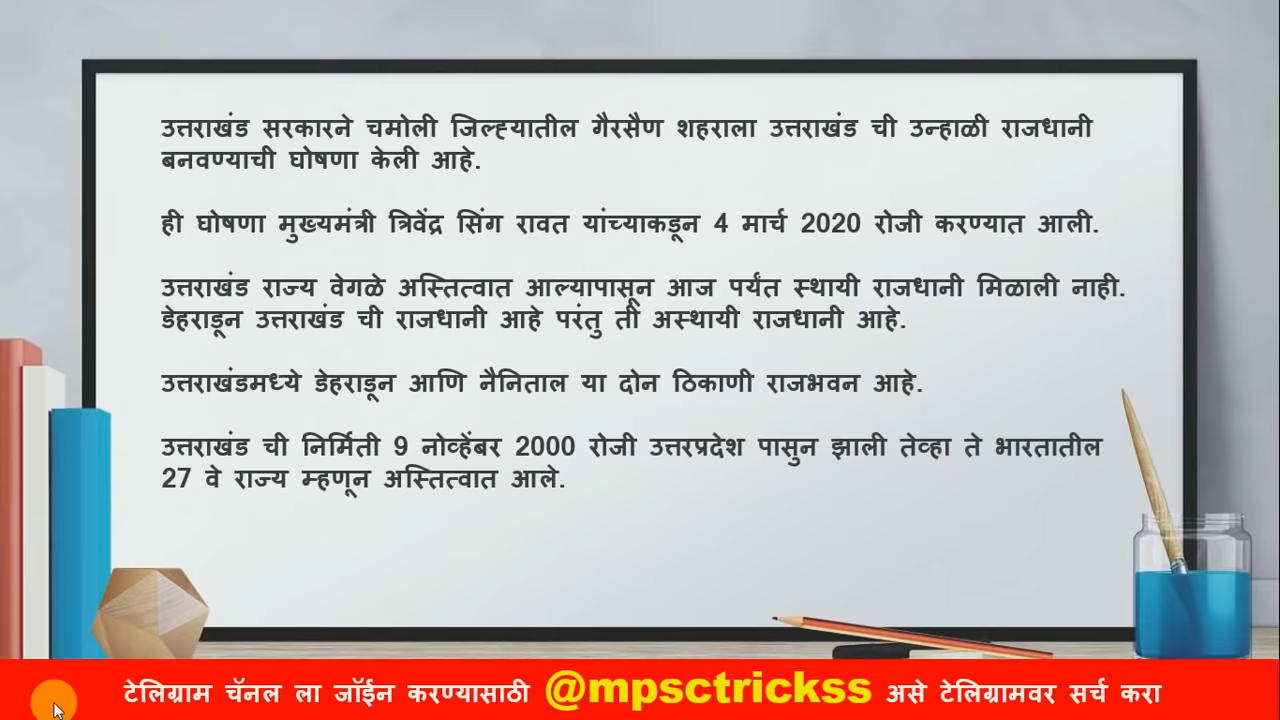 उत्तराखंड सरकारने चमोली जिल्ह्यातील गैरसैण शहराला उत्तराखंड ची उन्हाळी राजधानी
बनवण्याची घोषणा केली आहे.
ही घोषणा मुख्यमंत्री त्रिवेंद्र सिंग रावत यांच्याकडून 4 मार्च 2020 रोजी करण्यात आली.
उत्तराखंड राज्य वेगळे अस्तित्वात आल्यापासून आज पर्यंत स्थायी राजधानी मिळाली नाही.
डेहराडून उत्तराखंड ची राजधानी आहे परंतु ती अस्थायी राजधानी आहे.
उत्तराखंडमध्ये डेहराडून आणि नैनिताल या दोन ठिकाणी राजभवन आहे.
उत्तराखंड ची निर्मिती 9 नोव्हेंबर 2000 रोजी उत्तरप्रदेश पासुन झाली तेव्हा ते भारतातील
27 वे राज्य म्हणून अस्तित्वात आले.
टेलिग्राम चॅनल ला जॉईन करण्यासाठी @mpsctrickss असे टेलिग्रामवर सर्च करा